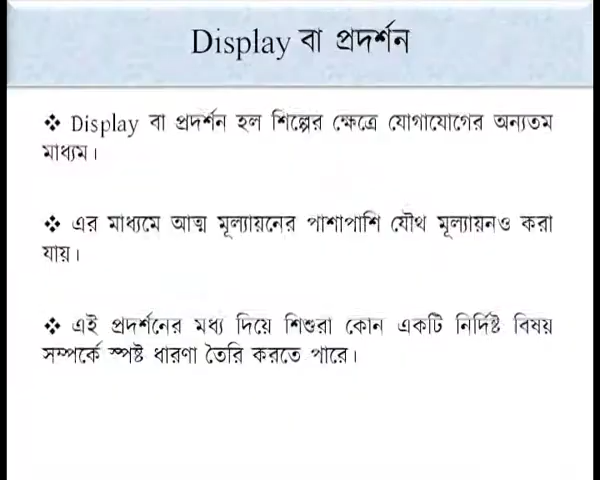 Display বা প্রদর্শন
❖ Display বা প্রদর্শন হল শিল্পের ক্ষেত্রে যোগাযোগের অন্যতম
মাধ্যম।
❖ এর মাধ্যমে আত্ম মূল্যায়নের পাশাপাশি যৌথ মূল্যায়নও করা
যায়।
❖ এই প্রদর্শনের মধ্য দিয়ে শিশুরা কোন একটি নির্দিষ্ট বিষয়
সম্পর্কে স্পষ্ট ধারণা তৈরি করতে পারে।